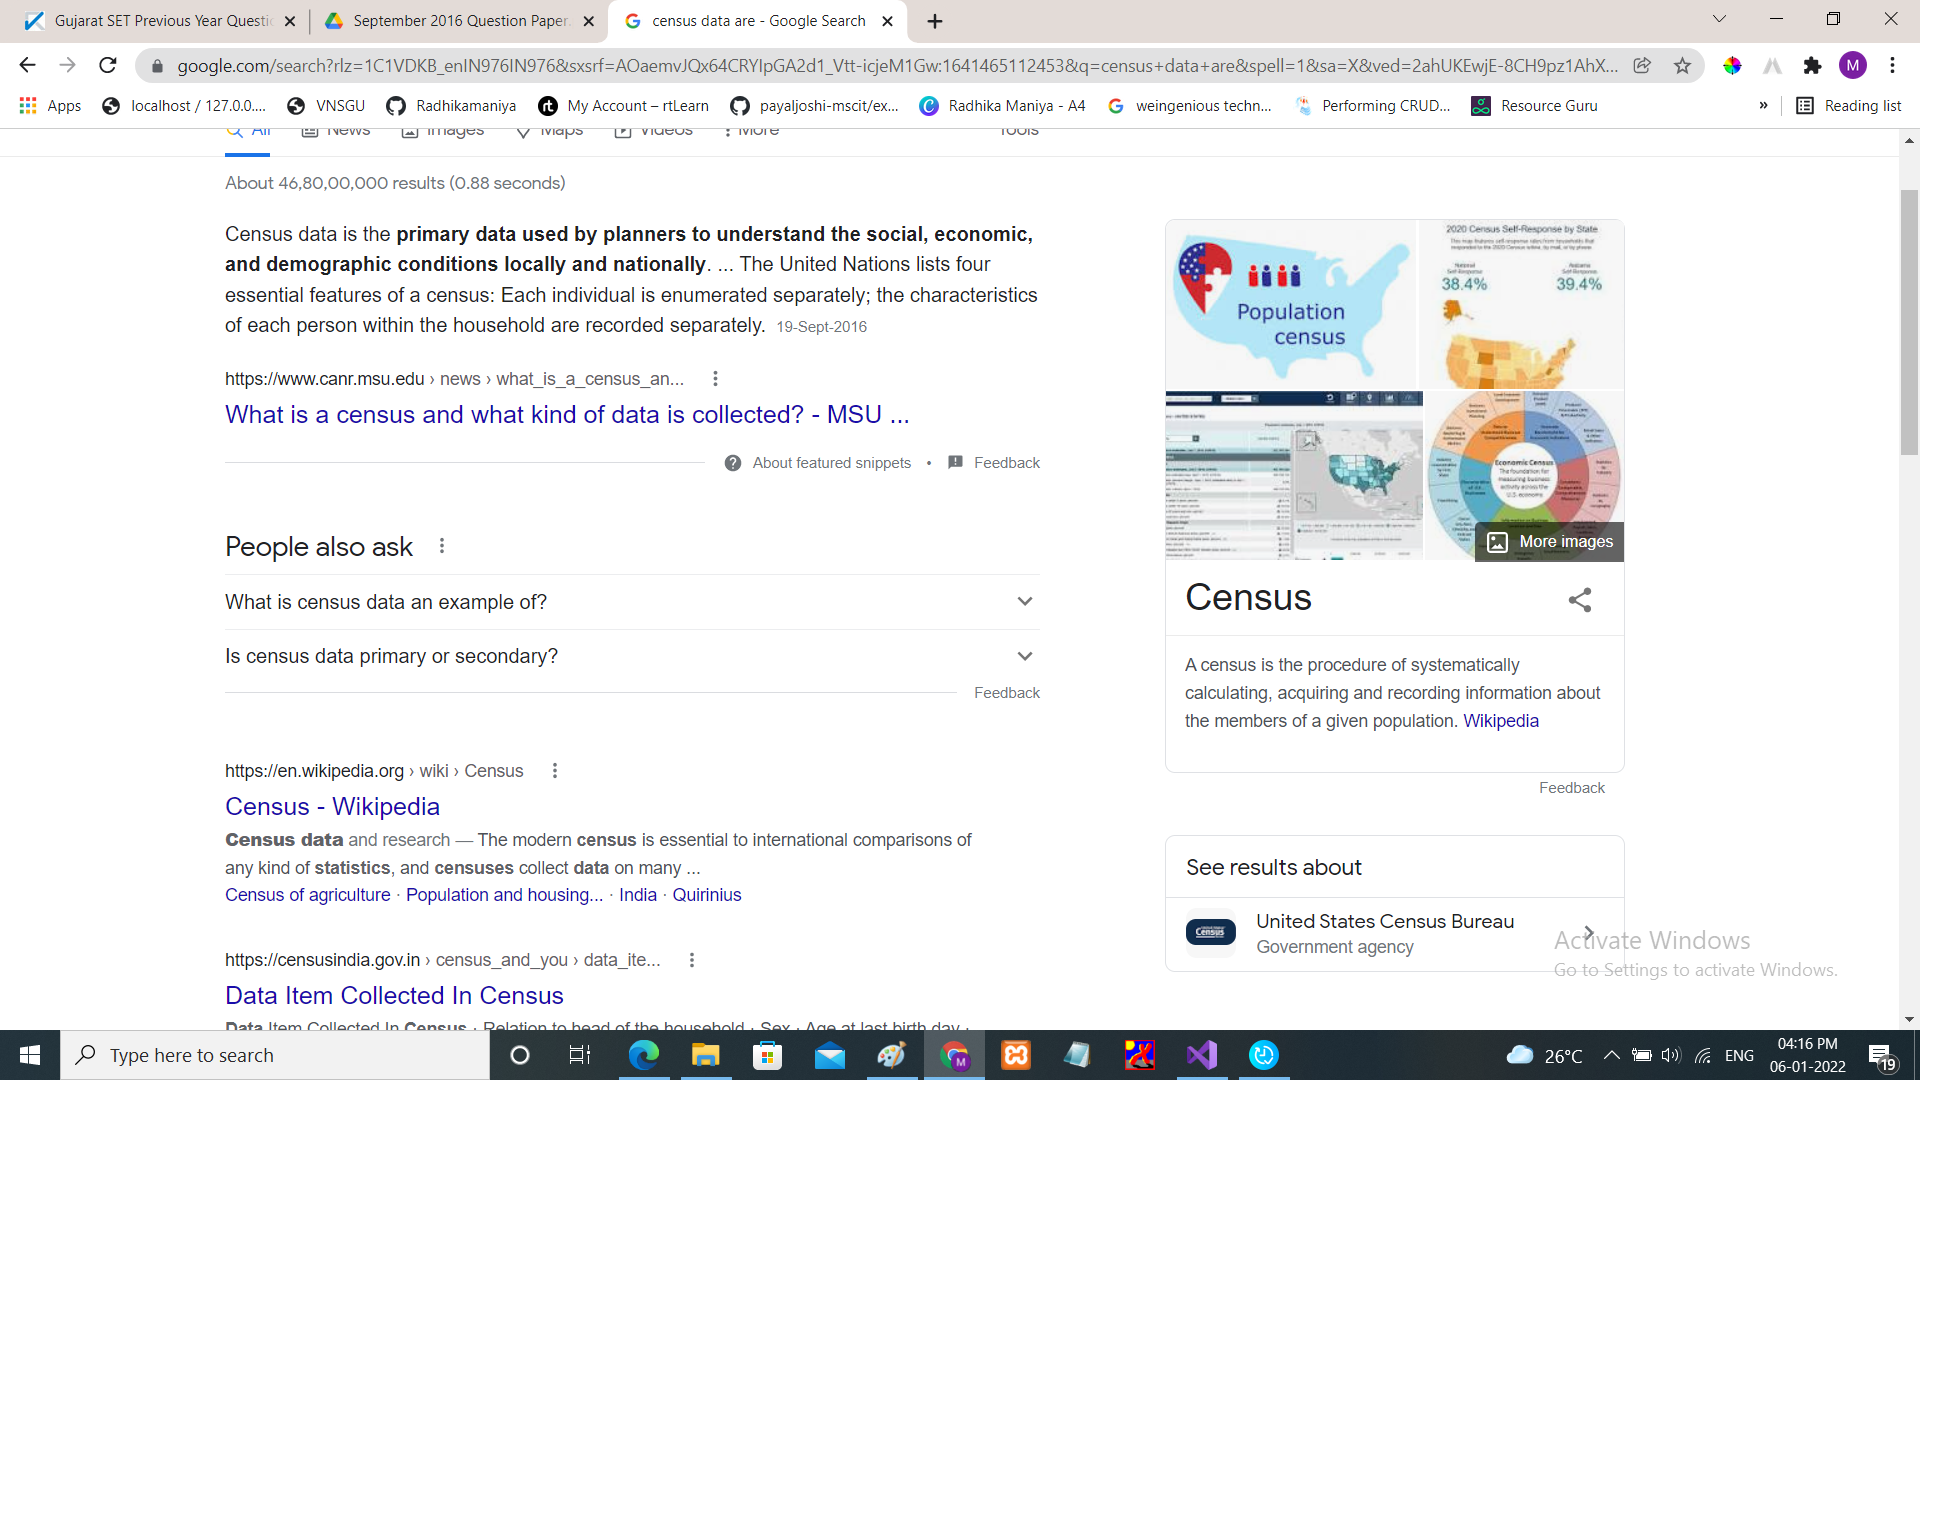 Gujarat SET Previous Year Questi
September 2016 Question Paper
census data are - Google Search
google.com/search?rlz=1C1VDKB_enIN976IN976&sxsrf=AOaemvJQx64CRYIpGA2d1_Vtt-icjeM1Gw:1641465112453&q=census+data+are&spell=1&sa=X&ved=2ahUKEwjE-8CH9pz1AhX...
M
Apps
localhost / 127.0.0....
VNSGU
Radhikamaniya
My Account – rtLearn
payaljoshi-mscit/ex...
Radhika Maniya - A4
weingenious techn...
Performing CRUD...
Resource Guru
»
Reading list
All
News
Images
Maps
Videos
More
Tools
About 46,80,00,000 results (0.88 seconds)
Census data is the primary data used by planners to understand the social, economic,
and demographic conditions locally and nationally. ... The United Nations lists four
essential features of a census: Each individual is enumerated separately; the characteristics
of each person within the household are recorded separately. 19-Sept-2016
https://www.canr.msu.edu › news › what_is_a_census_an...
What is a census and what kind of data is collected? - MSU ...
About featured snippets • Feedback
People also ask
What is census data an example of?
Is census data primary or secondary?
Feedback
https://en.wikipedia.org › wiki › Census
Census - Wikipedia
Census data and research — The modern census is essential to international comparisons of
any kind of statistics, and censuses collect data on many ...
Census of agriculture · Population and housing... · India · Quirinius
https://censusindia.gov.in › census_and_you › data_ite...
Data Item Collected In Census
Data Item Collected In Census · Relation to head of the household · Sex · Age at last birth day ·
Population
census
2020 Census Self-Response by State
38.4%
39.4%
Economic Census
The foundation for
measuring business
activity across the
U.S. economy
More images
Census
A census is the procedure of systematically
calculating, acquiring and recording information about
the members of a given population. Wikipedia
Feedback
See results about
Census
United States Census Bureau
Government agency
Activate Windows
Go to Settings to activate Windows.
Type here to search
M
26°C
ENG
04:16 PM
06-01-2022
19